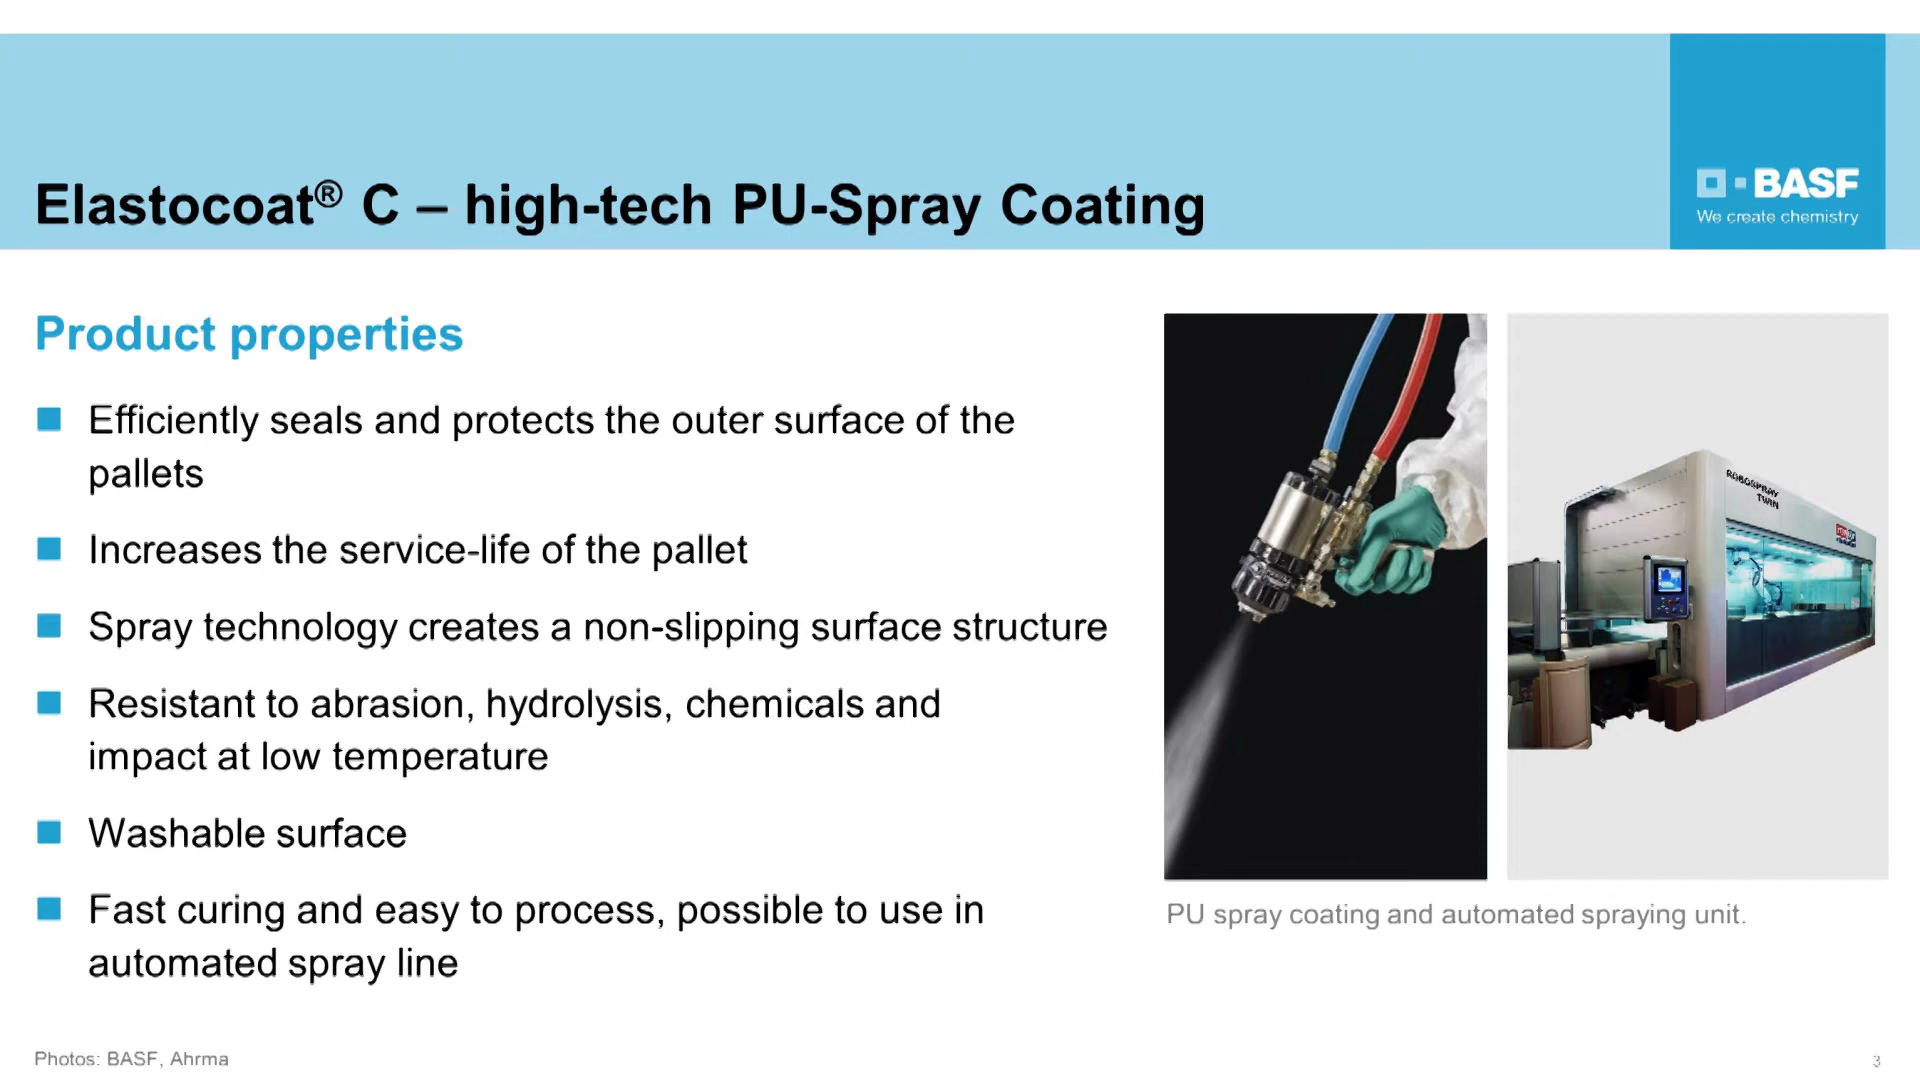 Elastocoat® C – high-tech PU-Spray Coating
BASF
We create chemistry
Product properties
Efficiently seals and protects the outer surface of the
pallets
Increases the service-life of the pallet
Spray technology creates a non-slipping surface structure
Resistant to abrasion, hydrolysis, chemicals and
impact at low temperature
Washable surface
Fast curing and easy to process, possible to use in
automated spray line
ROBOSPRAY
TWIN
PU spray coating and automated spraying unit.
Photos: BASF, Ahrma
3